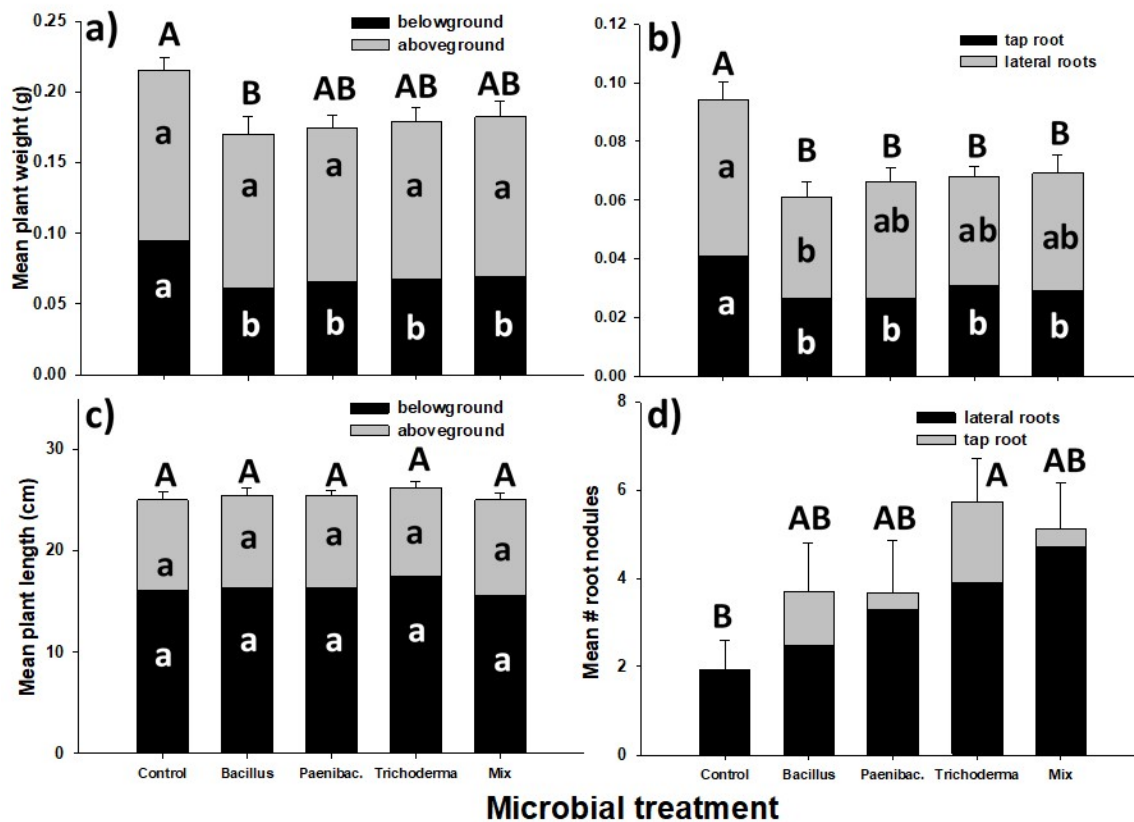 a)
belowground
aboveground
Mean plant weight (g)
0.25
0.20
0.15
0.10
0.05
0.00
A
B
AB
AB
AB
a
a
a
a
a
a
b
b
b
b
b)
tap root
lateral roots
0.12
0.10
0.08
0.06
0.04
0.02
0.00
A
B
B
B
B
a
b
ab
ab
ab
a
b
b
b
b
c)
belowground
aboveground
Mean plant length (cm)
30
20
10
0
A
A
A
A
A
a
a
a
a
a
a
a
a
a
a
Control
Bacillus
Paenibac.
Trichoderma
Mix
d)
lateral roots
tap root
Mean # root nodules
8
6
4
2
0
B
AB
AB
A
AB
Control
Bacillus
Paenibac.
Trichoderma
Mix
Microbial treatment